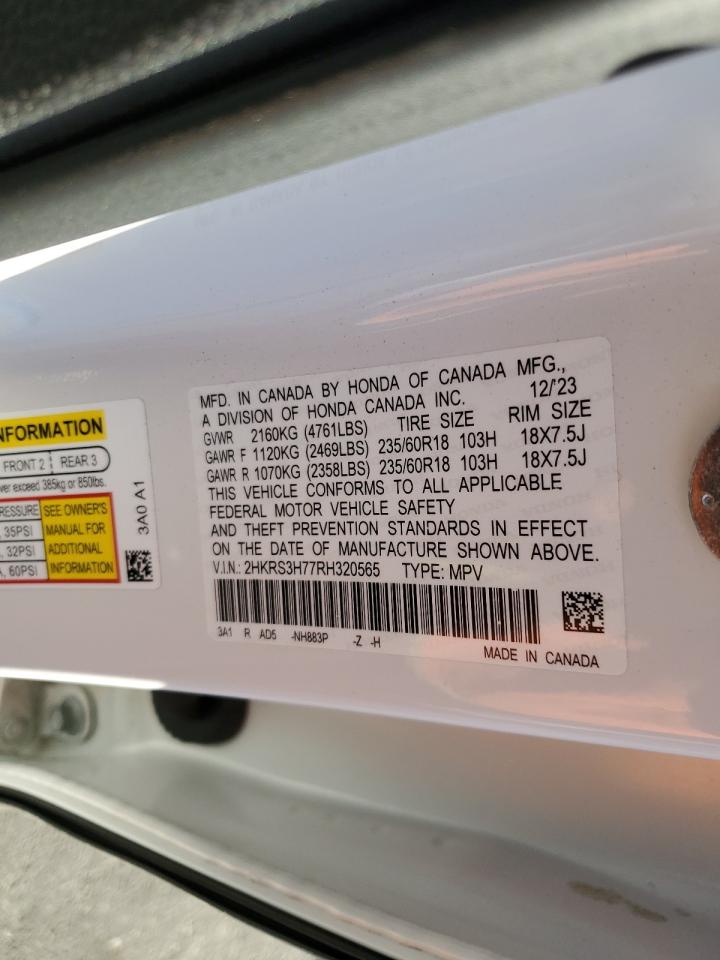 MFD. IN CANADA BY HONDA OF CANADA MFG.,
A DIVISION OF HONDA CANADA INC. 12/'23
GVWR 2160KG (4761LBS) TIRE SIZE RIM SIZE
GAWR F 1120KG (2469LBS) 235/60R18 103H 18X7.5J
GAWR R 1070KG (2358LBS) 235/60R18 103H 18X7.5J
THIS VEHICLE CONFORMS TO ALL APPLICABLE
FEDERAL MOTOR VEHICLE SAFETY
AND THEFT PREVENTION STANDARDS IN EFFECT
ON THE DATE OF MANUFACTURE SHOWN ABOVE.
V.I.N.: 2HKRS3H77RH320565 TYPE: MPV
3A1 R AD5 -NH883P -Z -H
MADE IN CANADA
FRONT 2 REAR 3
exceed 385kg or 850lbs.
SEE OWNER'S
35PSI MANUAL FOR
32PSI ADDITIONAL
60PSI INFORMATION
3A0 A1